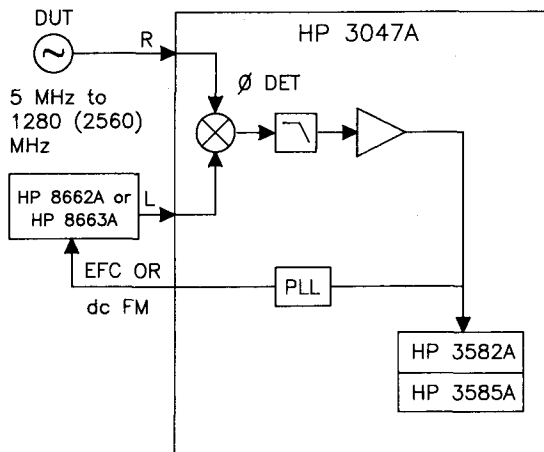 DUT
HP 3047A
R
Ø DET
5 MHz to
1280 (2560)
MHz
HP 8662A or
HP 8663A
L
EFC OR
dc FM
PLL
HP 3582A
HP 3585A